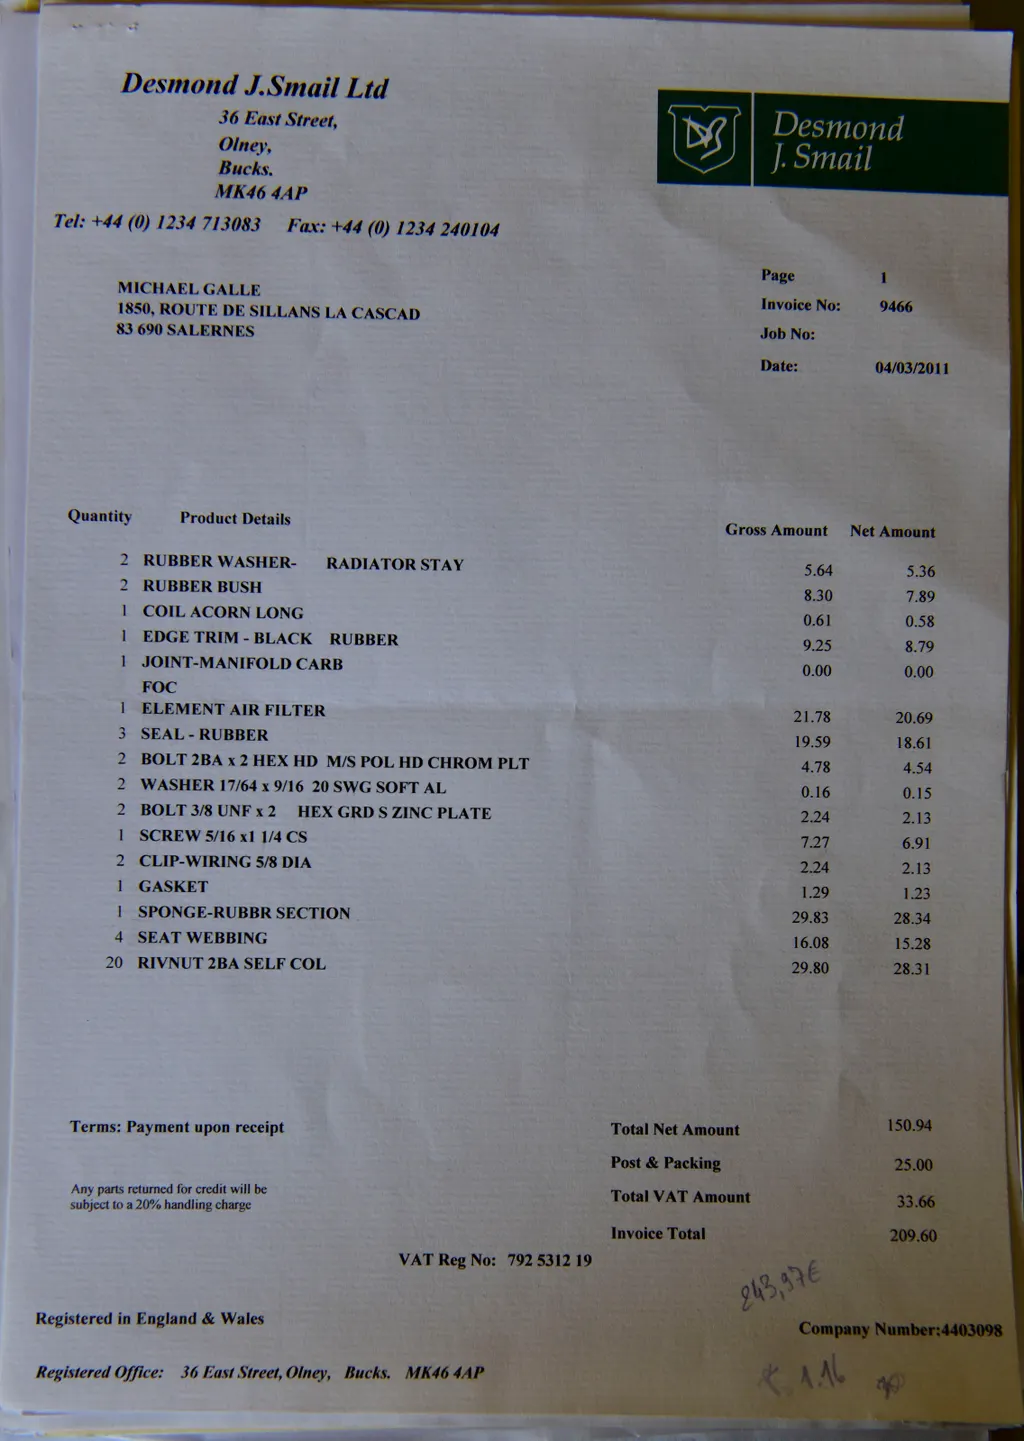 Desmond J.Smail Ltd
36 East Street,
Olney,
Bucks.
MK46 4AP
Tel: +44 (0) 1234 713083 Fax: +44 (0) 1234 240104
Desmond
J. Smail
MICHAEL GALLE
1850, ROUTE DE SILLANS LA CASCAD
83 690 SALERNES
Page 1
Invoice No: 9466
Job No:
Date: 04/03/2011
Quantity Product Details Gross Amount Net Amount
2 RUBBER WASHER- RADIATOR STAY 5.64 5.36
2 RUBBER BUSH 8.30 7.89
1 COIL ACORN LONG 0.61 0.58
1 EDGE TRIM - BLACK RUBBER 9.25 8.79
1 JOINT-MANIFOLD CARB 0.00 0.00
FOC
1 ELEMENT AIR FILTER 21.78 20.69
3 SEAL - RUBBER 19.59 18.61
2 BOLT 2BA x 2 HEX HD M/S POL HD CHROM PLT 4.78 4.54
2 WASHER 17/64 x 9/16 20 SWG SOFT AL 0.16 0.15
2 BOLT 3/8 UNF x 2 HEX GRD S ZINC PLATE 2.24 2.13
1 SCREW 5/16 x1 1/4 CS 7.27 6.91
2 CLIP-WIRING 5/8 DIA 2.24 2.13
1 GASKET 1.29 1.23
1 SPONGE-RUBBR SECTION 29.83 28.34
4 SEAT WEBBING 16.08 15.28
20 RIVNUT 2BA SELF COL 29.80 28.31
Terms: Payment upon receipt
Any parts returned for credit will be
subject to a 20% handling charge
Total Net Amount 150.94
Post & Packing 25.00
Total VAT Amount 33.66
Invoice Total 209.60
VAT Reg No: 792 5312 19
243,97€
Registered in England & Wales
Company Number:4403098
Registered Office: 36 East Street, Olney, Bucks. MK46 4AP
1.16